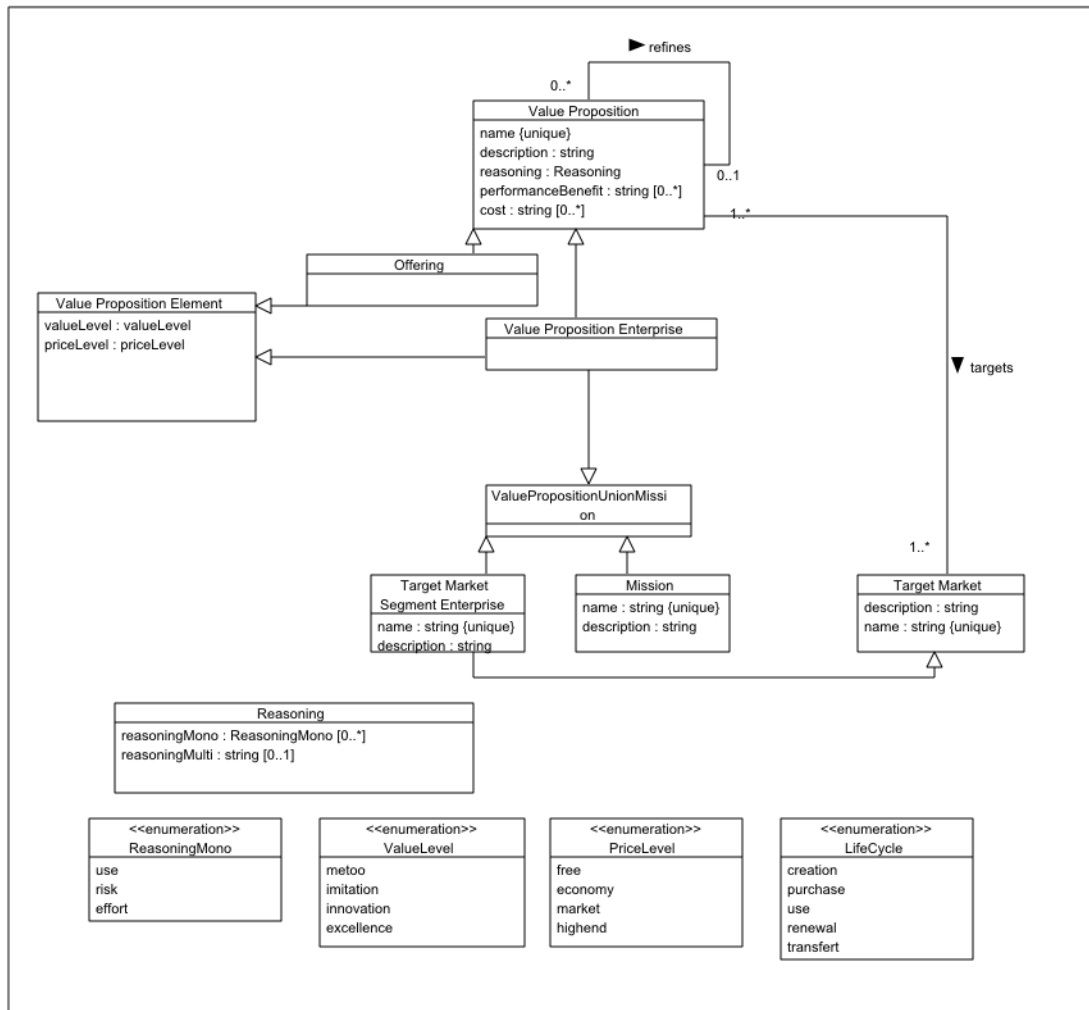 refines
0..*
Value Proposition
name {unique}
description : string
reasoning : Reasoning
performanceBenefit : string [0..*]
cost : string [0..*]
0..1
1..*
Offering
Value Proposition Element
valueLevel : valueLevel
priceLevel : priceLevel
Value Proposition Enterprise
targets
ValuePropositionUnionMissi
on
1..*
Target Market
Segment Enterprise
name : string {unique}
description : string
Mission
name : string {unique}
description : string
Target Market
description : string
name : string {unique}
Reasoning
reasoningMono : ReasoningMono [0..*]
reasoningMulti : string [0..1]
<<enumeration>>
ReasoningMono
use
risk
effort
<<enumeration>>
ValueLevel
metoo
imitation
innovation
excellence
<<enumeration>>
PriceLevel
free
economy
market
highend
<<enumeration>>
LifeCycle
creation
purchase
use
renewal
transfert